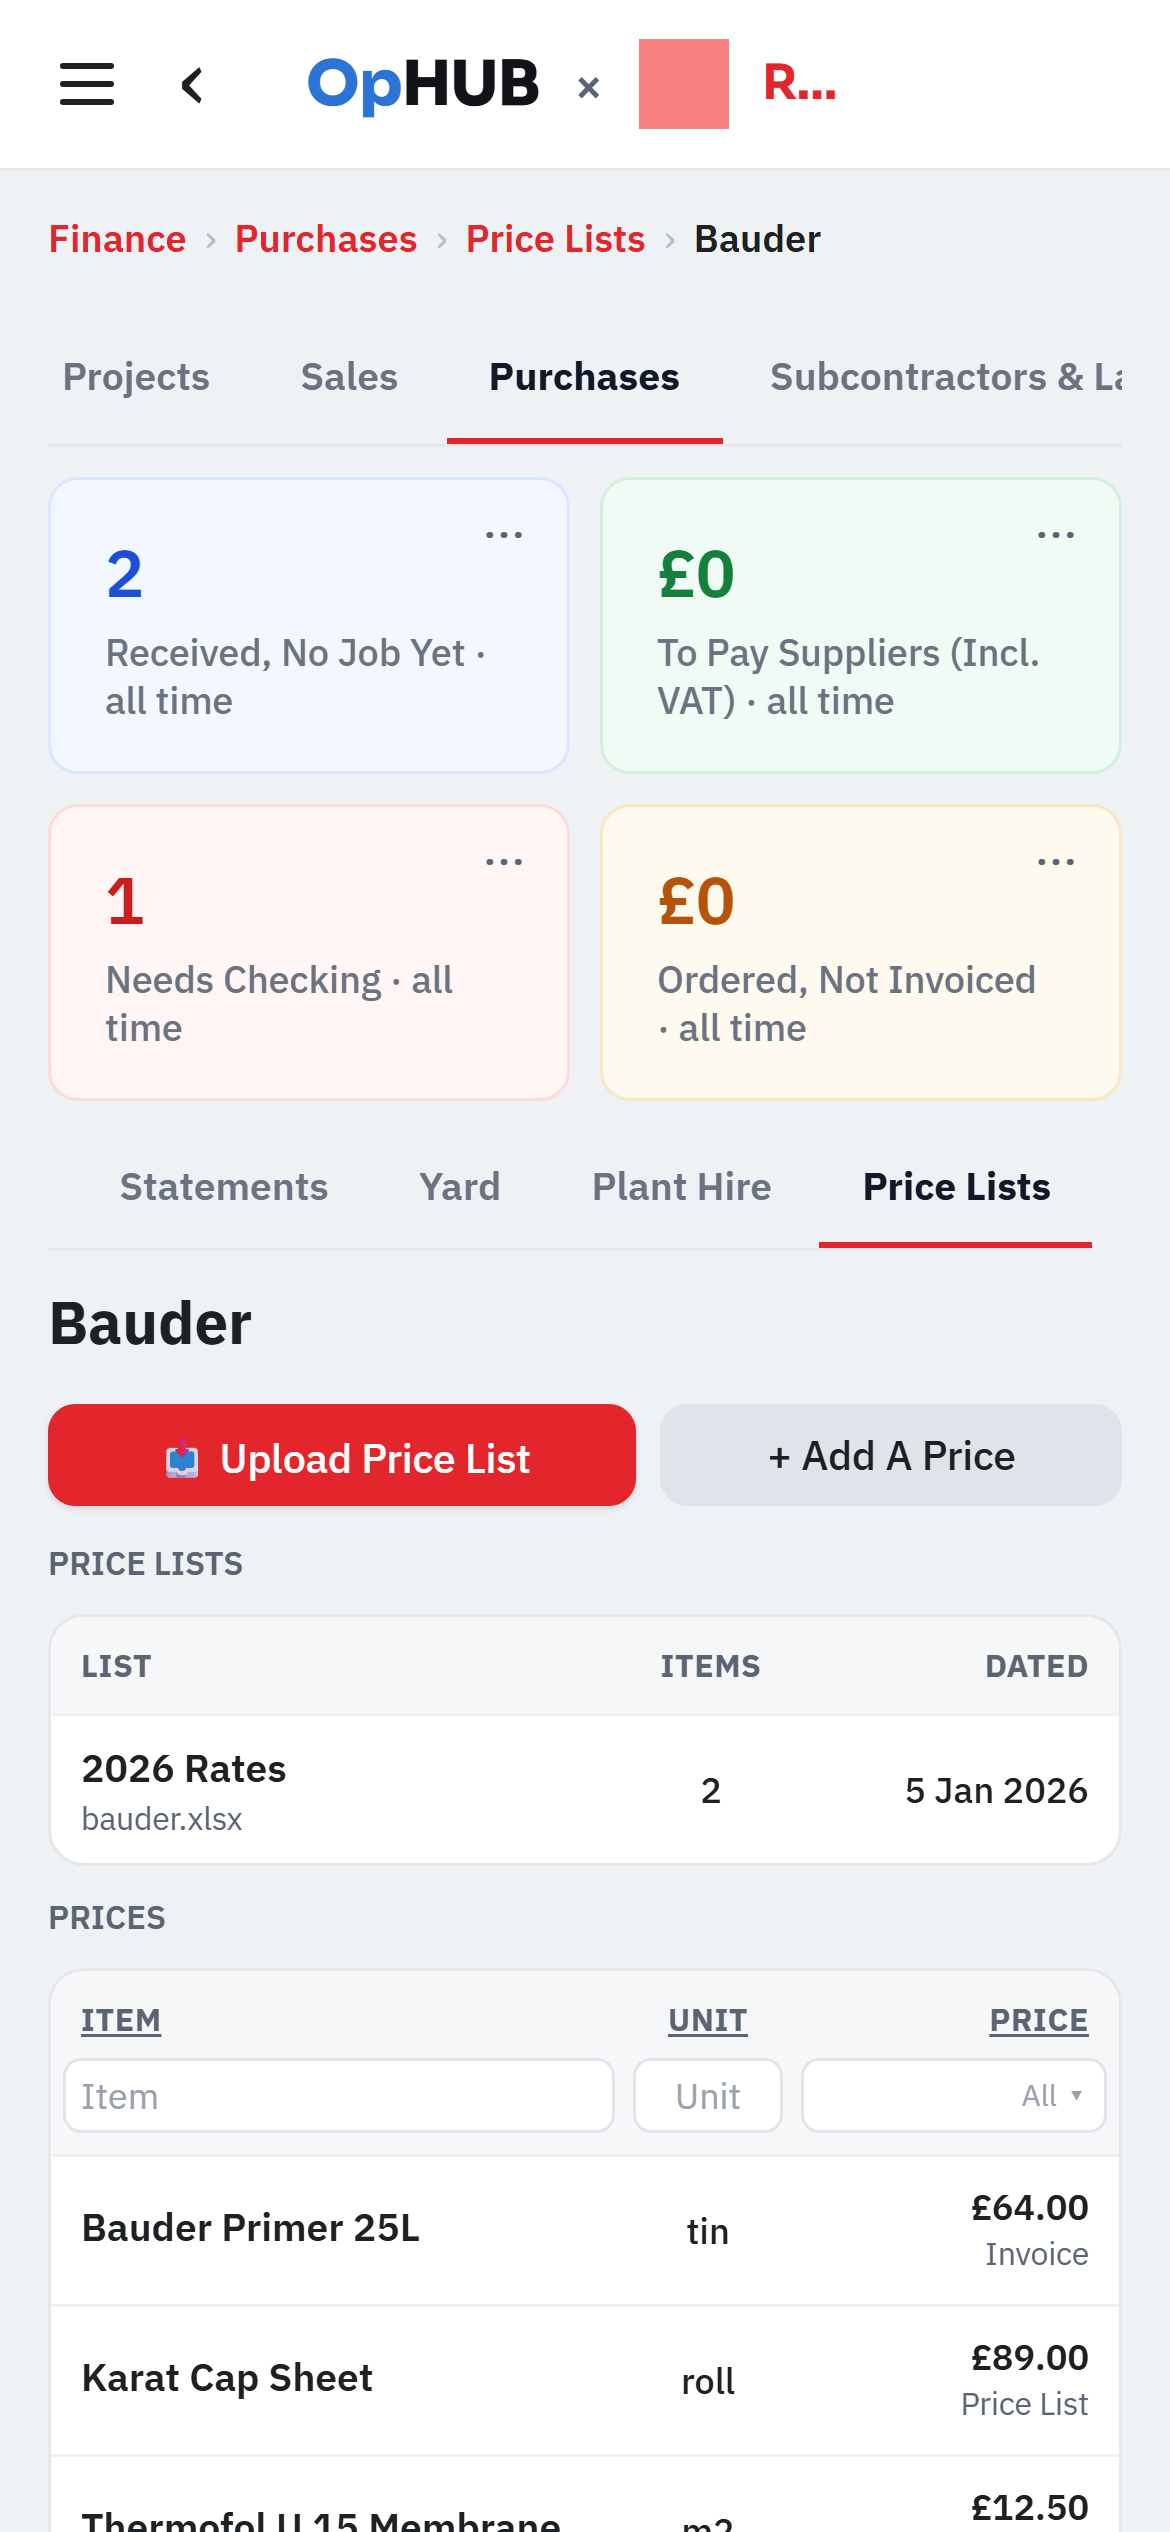 OpHUB × R...
Finance › Purchases › Price Lists › Bauder
Projects Sales Purchases Subcontractors & La
2
Received, No Job Yet ·
all time
£0
To Pay Suppliers (Incl.
VAT) · all time
1
Needs Checking · all
time
£0
Ordered, Not Invoiced
· all time
Statements Yard Plant Hire Price Lists
Bauder
Upload Price List
+ Add A Price
PRICE LISTS
LIST ITEMS DATED
2026 Rates
bauder.xlsx
2
5 Jan 2026
PRICES
ITEM UNIT PRICE
Item Unit All
Bauder Primer 25L tin £64.00
Invoice
Karat Cap Sheet roll £89.00
Price List
Thermofol U 15 Membrane m2 £12.50